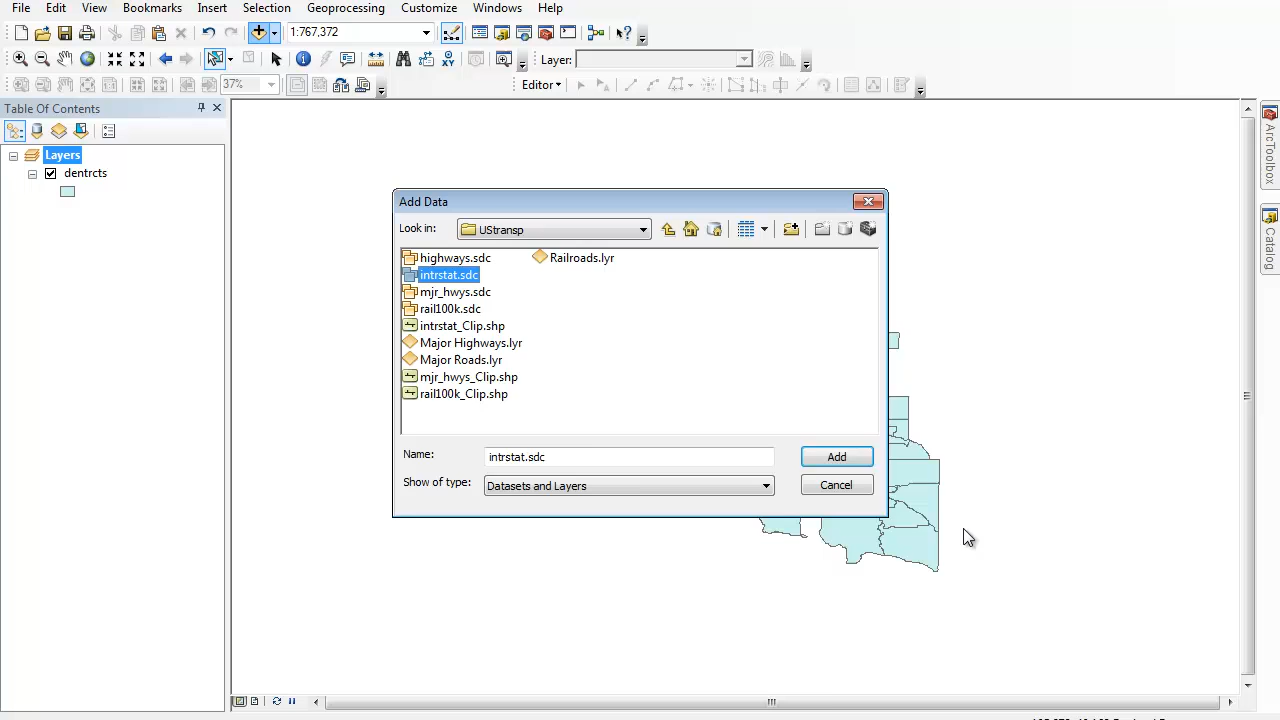 File Edit View Bookmarks Insert Selection Geoprocessing Customize Windows Help
1:767,372
Layer:
37%
Editor
Table Of Contents
Layers
dentrcts
Add Data
Look in: UStransp
highways.sdc
Railroads.lyr
intrstat.sdc
mjr_hwys.sdc
rail100k.sdc
intrstat_Clip.shp
Major Highways.lyr
Major Roads.lyr
mjr_hwys_Clip.shp
rail100k_Clip.shp
Name: intrstat.sdc
Add
Show of type: Datasets and Layers
Cancel
ArcToolbox
Catalog